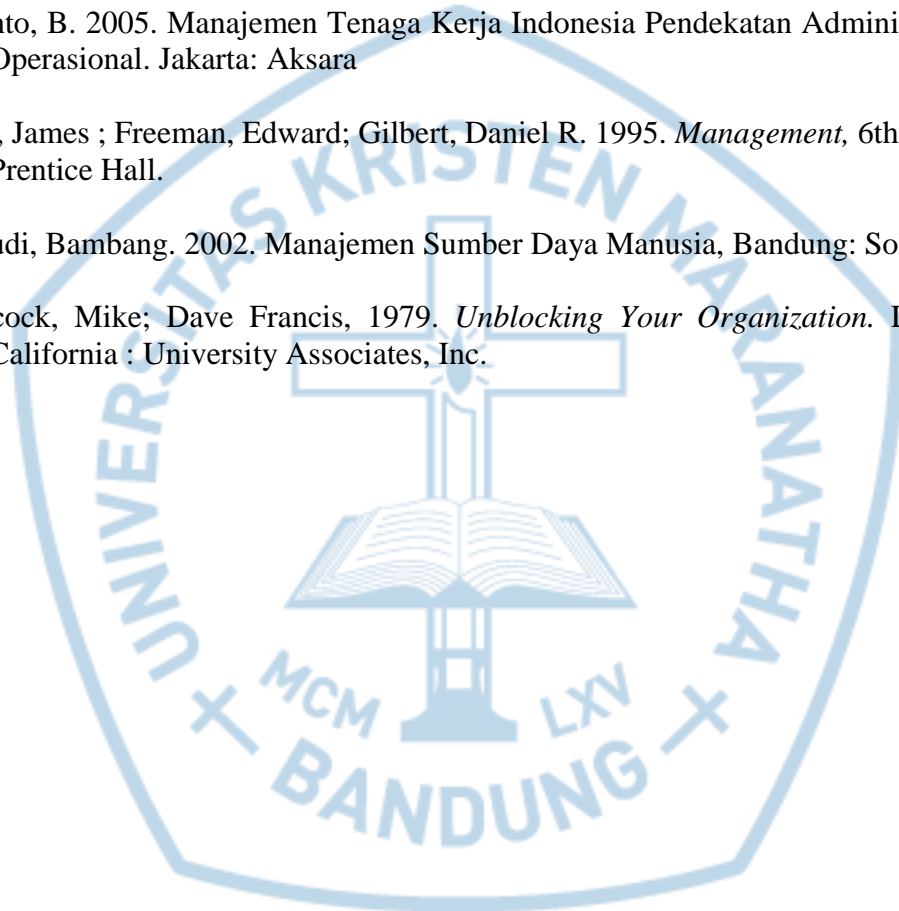 nto, B. 2005. Manajemen Tenaga Kerja Indonesia Pendekatan Admini
Operasional. Jakarta: Aksara
, James ; Freeman, Edward; Gilbert, Daniel R. 1995. Management, 6th
Prentice Hall.
udi, Bambang. 2002. Manajemen Sumber Daya Manusia, Bandung: So
cock, Mike; Dave Francis, 1979. Unblocking Your Organization.
California : University Associates, Inc.
UNIVERSITAS KRISTEN MARANATHA
MCM LXV
BANDUNG